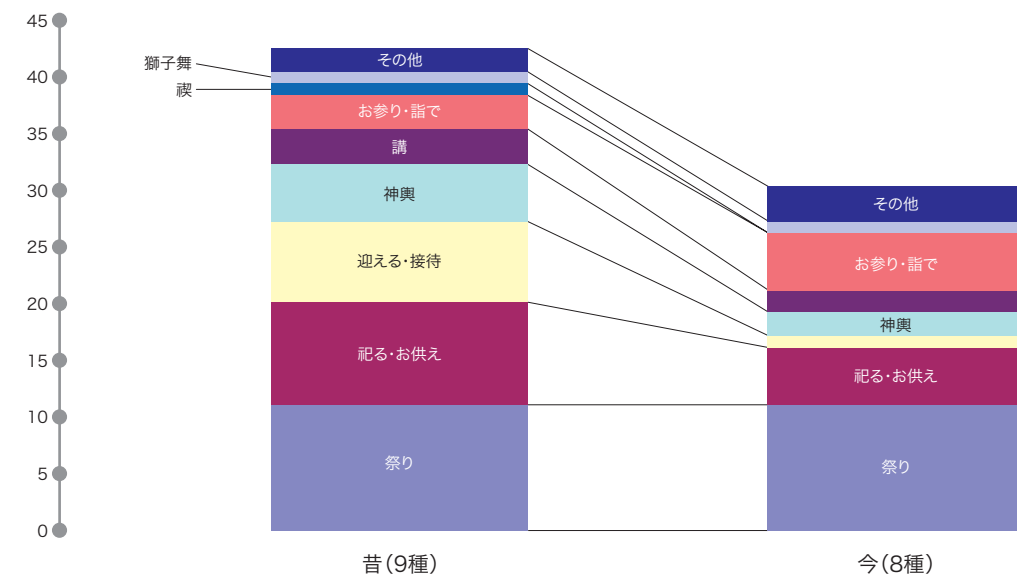 45
40
35
30
25
20
15
10
5
0
獅子舞
禊
その他
お参り・詣で
講
神輿
迎える・接待
祀る・お供え
祭り
昔(9種)
その他
お参り・詣で
神輿
祀る・お供え
祭り
今(8種)